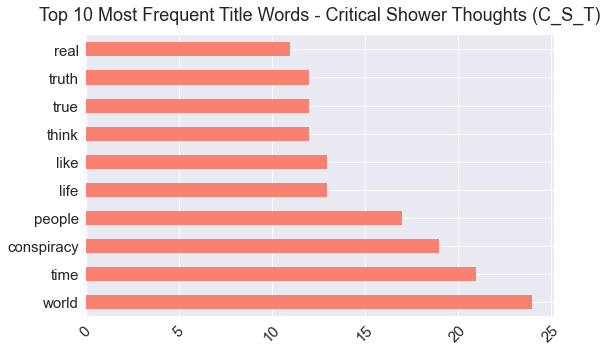 Top 10 Most Frequent Title Words - Critical Shower Thoughts (C_S_T)
real
truth
true
think
like
life
people
conspiracy
time
world
0 5 10 15 20 25